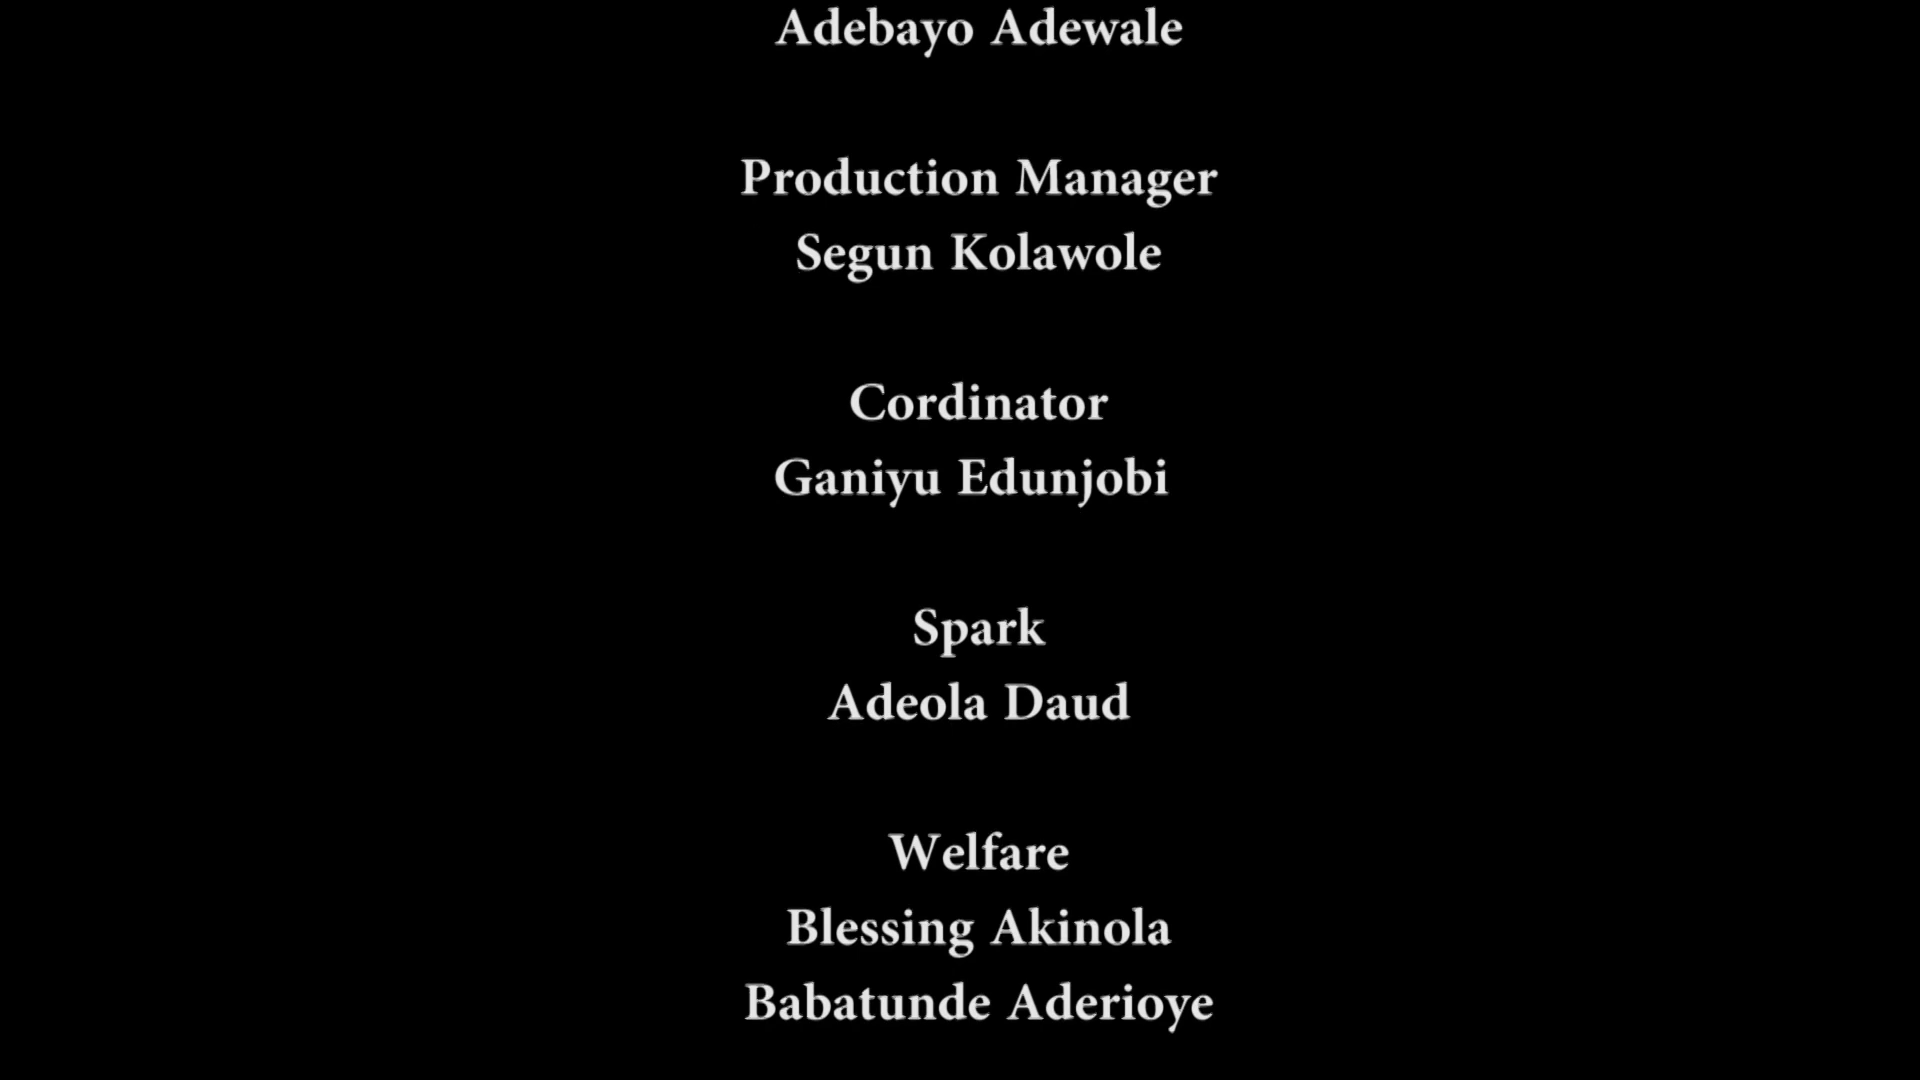 Adebayo Adewale
Production Manager
Segun Kolawole
Cordinator
Ganiyu Edunjobi
Spark
Adeola Daud
Welfare
Blessing Akinola
Babatunde Aderioye